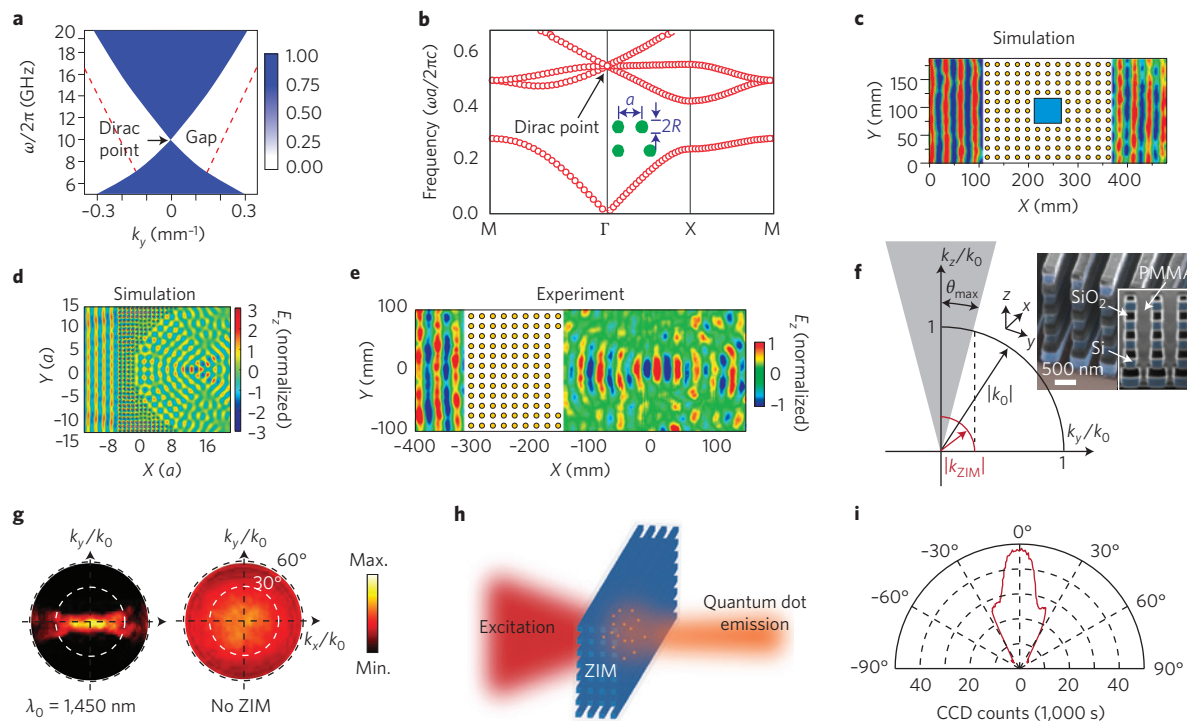 a
20
18
16
14
12
10
8
6
ω/2π (GHz)
Dirac
point
Gap
−0.3
0
0.3
k_y (mm⁻¹)
1.00
0.75
0.50
0.25
0.00
b
0.6
0.4
0.2
0.0
Frequency (ωa/2πc)
Dirac point
a
2R
M
Γ
X
M
c
Simulation
150
100
50
0
Y (mm)
0
100
200
300
400
X (mm)
d
Simulation
15
10
5
0
−5
−10
−15
Y (a)
−8
0
8
16
X (a)
3
2
1
0
−1
−2
−3
E_z (normalized)
e
Experiment
100
0
−100
Y (mm)
−400
−300
−200
−100
0
100
X (mm)
1
0
−1
E_z (normalized)
f
k_z/k_0
θ_max
1
|k_0|
|k_ZIM|
k_y/k_0
1
z
x
y
PMMA
SiO₂
Si
500 nm
g
k_y/k_0
k_y/k_0
60°
30°
k_x/k_0
λ_0 = 1,450 nm
No ZIM
Max.
Min.
h
Excitation
ZIM
Quantum dot
emission
i
0°
−30°
30°
−60°
60°
−90°
90°
40
20
0
20
40
CCD counts (1,000 s)